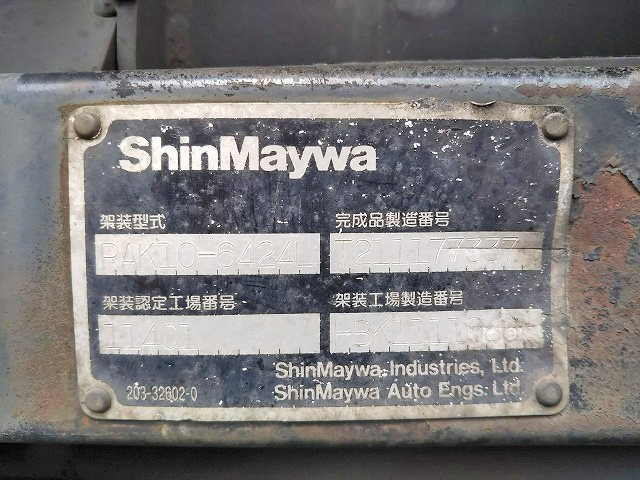 ShinMaywa
架装型式 完成品製造番号
RAK10-6424L T211177337
架装認定工場番号 架装工場製造番号
11401
ShinMaywa Industries, Ltd.
203-32602-0 ShinMaywa Auto Engs. Ltd.